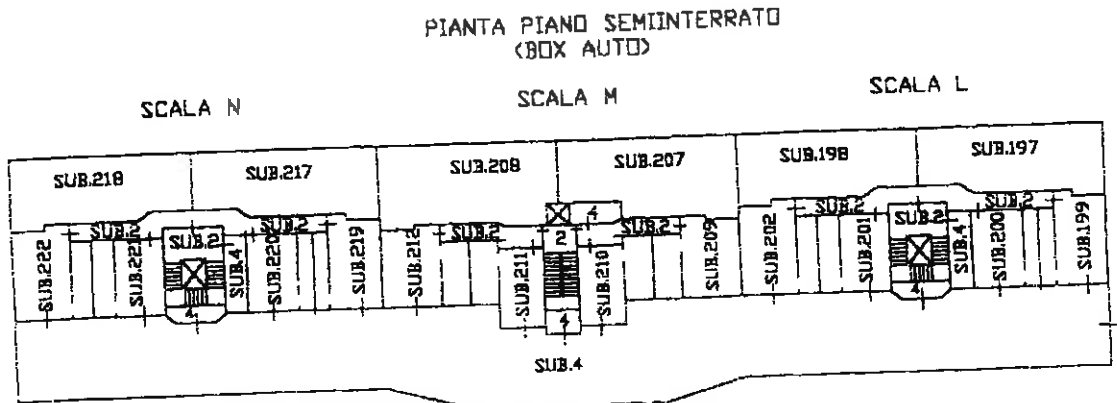 PIANTA PIANO SEMIINTERRATO
(BOX AUTO)
SCALA N
SCALA M
SCALA L
SUB.218
SUB.217
SUB.208
SUB.207
SUB.198
SUB.197
SUB.222
SUB.2
SUB.221
SUB.2
SUB.4
SUB.220
SUB.2
SUB.219
4
SUB.212
SUB.2
SUB.211
2
4
4
SUB.210
SUB.2
SUB.209
SUB.202
SUB.2
SUB.201
SUB.2
SUB.4
SUB.200
SUB.2
SUB.199
4
SUB.4